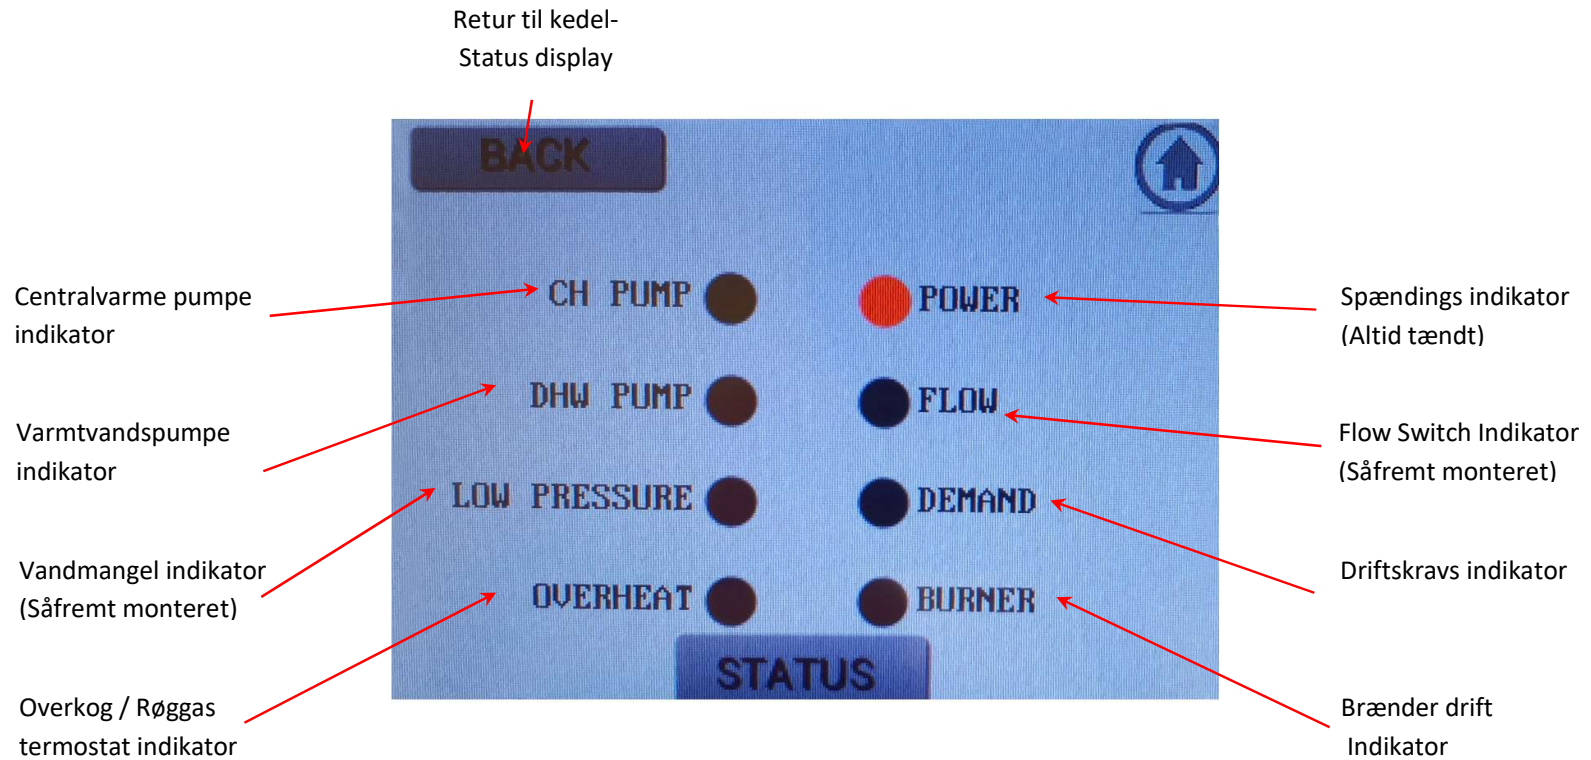 Retur til kedel-
Status display
BACK
CH PUMP
POWER
DHW PUMP
FLOW
LOW PRESSURE
DEMAND
OVERHEAT
BURNER
STATUS
Centralvarme pumpe
indikator
Varmtvandspumpe
indikator
Vandmangel indikator
(Såfremt monteret)
Overkog / Røggas
termostat indikator
Spændings indikator
(Altid tændt)
Flow Switch Indikator
(Såfremt monteret)
Driftskravs indikator
Brænder drift
Indikator